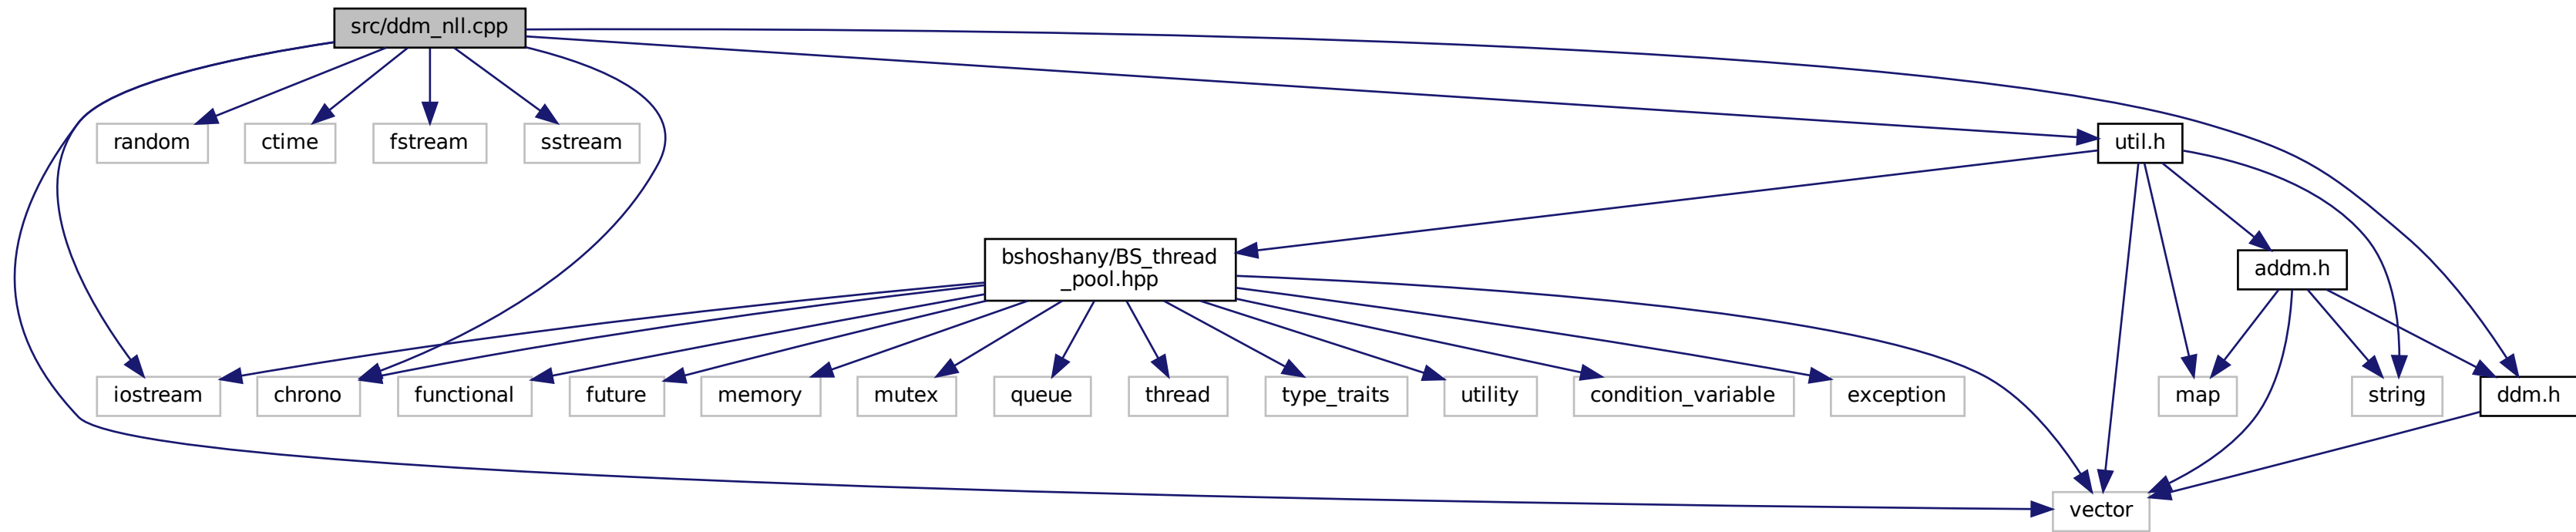 src/ddm_nll.cpp
random
ctime
fstream
sstream
util.h
bshoshany/BS_thread
_pool.hpp
addm.h
iostream
chrono
functional
future
memory
mutex
queue
thread
type_traits
utility
condition_variable
exception
map
string
ddm.h
vector